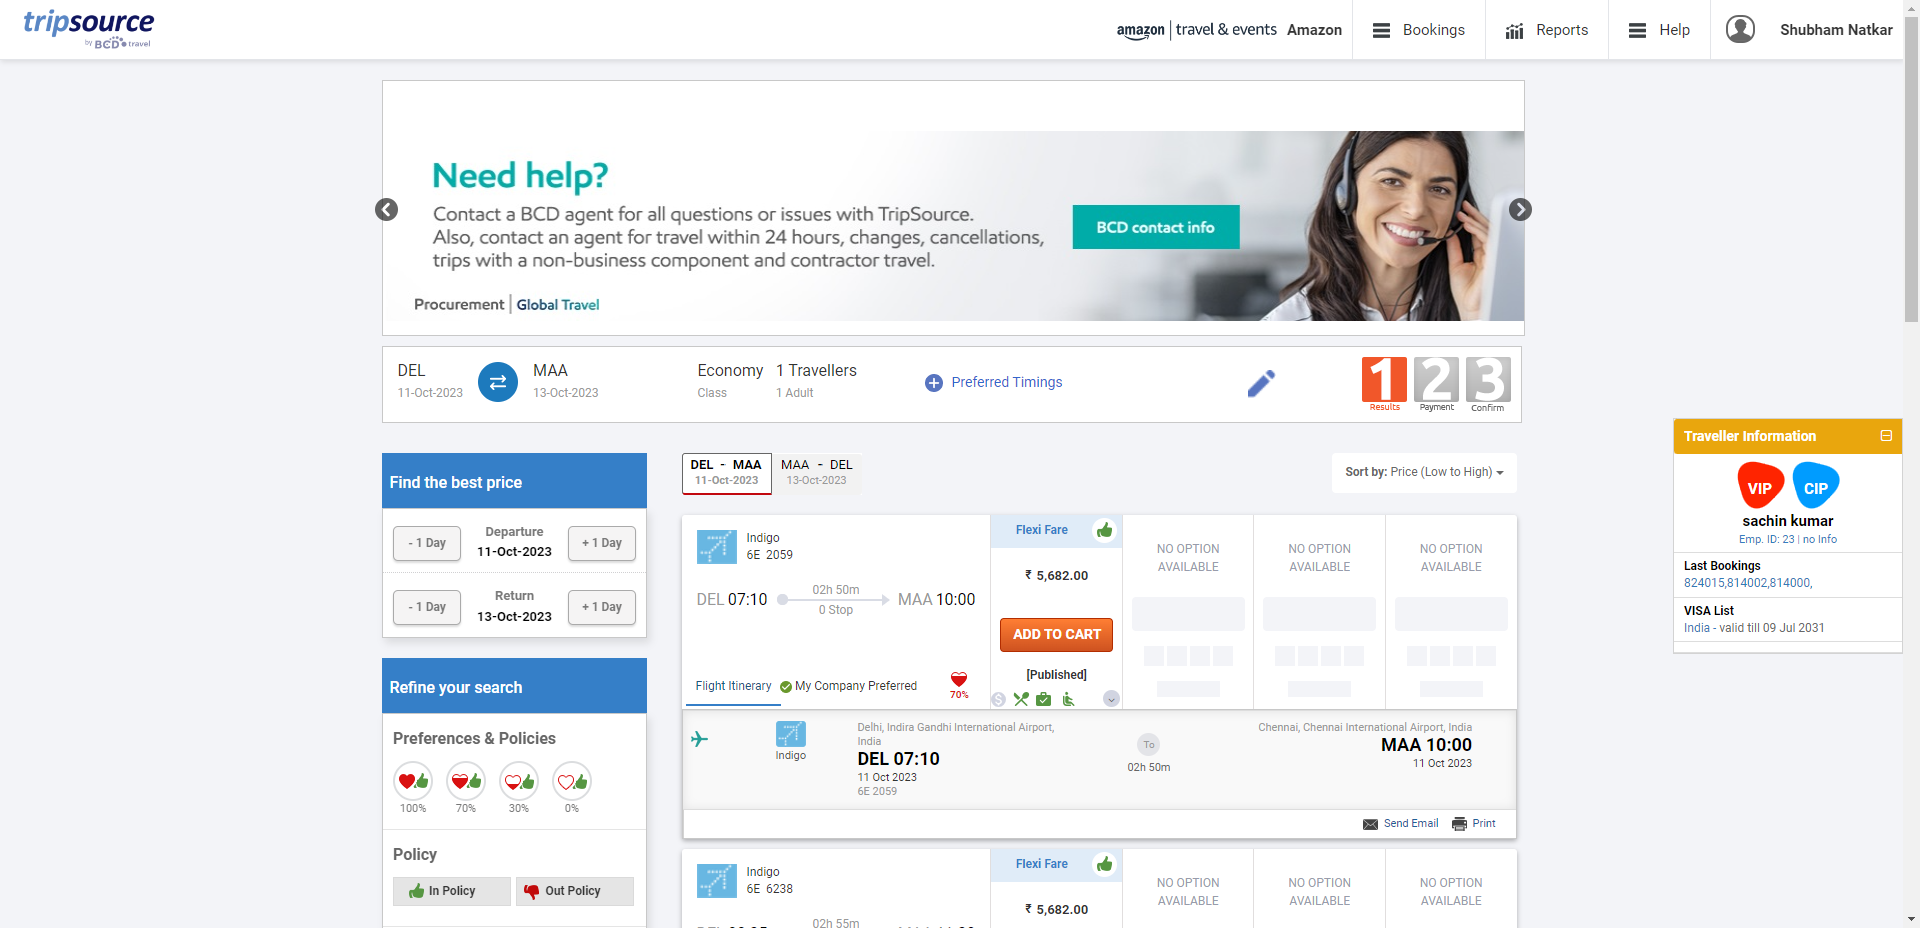 tripsource
by BCD travel
amazon | travel & events Amazon
Bookings
Reports
Help
Shubham Natkar
Need help?
Contact a BCD agent for all questions or issues with TripSource.
Also, contact an agent for travel within 24 hours, changes, cancellations,
trips with a non-business component and contractor travel.
BCD contact info
Procurement | Global Travel
DEL
11-Oct-2023
MAA
13-Oct-2023
Economy
Class
1 Travellers
1 Adult
Preferred Timings
1 Results
2 Payment
3 Confirm
Traveller Information
VIP
CIP
sachin kumar
Emp. ID: 23 | no Info
Last Bookings
824015,814002,814000,
VISA List
India - valid till 09 Jul 2031
Find the best price
- 1 Day
Departure
11-Oct-2023
+ 1 Day
- 1 Day
Return
13-Oct-2023
+ 1 Day
Refine your search
Preferences & Policies
100%
70%
30%
0%
Policy
In Policy
Out Policy
DEL - MAA
11-Oct-2023
MAA - DEL
13-Oct-2023
Sort by: Price (Low to High)
Indigo
6E 2059
DEL 07:10
02h 50m
0 Stop
MAA 10:00
Flight Itinerary
My Company Preferred
70%
Flexi Fare
₹ 5,682.00
ADD TO CART
[Published]
NO OPTION
AVAILABLE
NO OPTION
AVAILABLE
NO OPTION
AVAILABLE
Indigo
Delhi, Indira Gandhi International Airport,
India
DEL 07:10
11 Oct 2023
6E 2059
To
02h 50m
Chennai, Chennai International Airport, India
MAA 10:00
11 Oct 2023
Send Email
Print
Indigo
6E 6238
02h 55m
Flexi Fare
₹ 5,682.00
NO OPTION
AVAILABLE
NO OPTION
AVAILABLE
NO OPTION
AVAILABLE